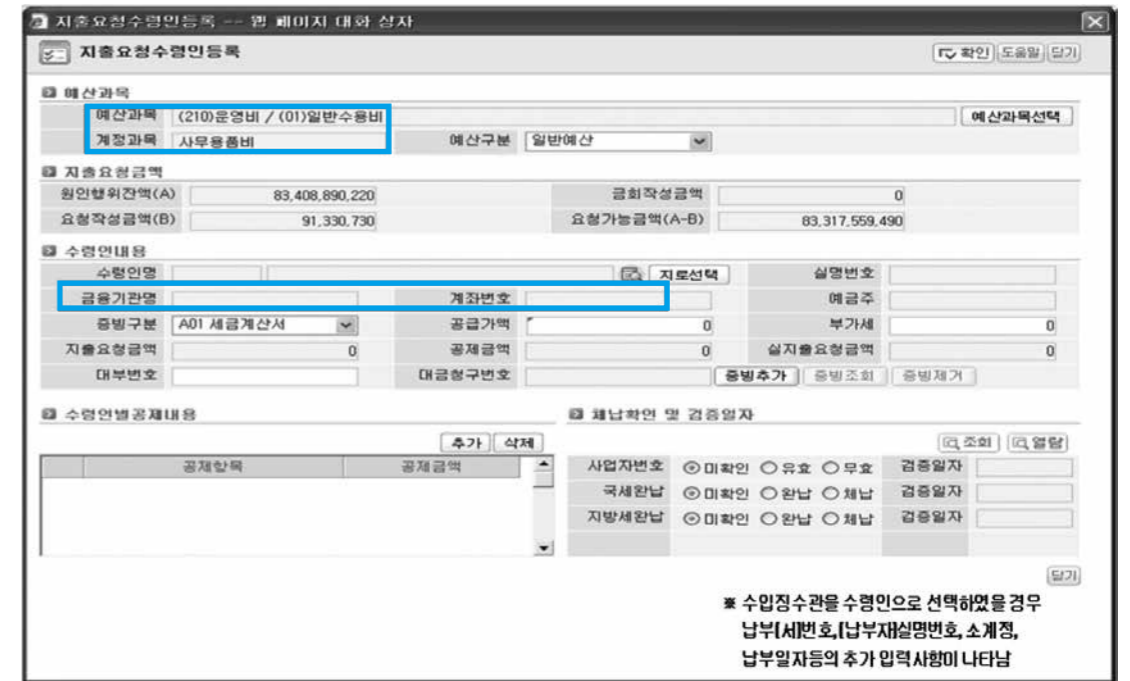 지출요청수령인등록 -- 웹 페이지 대화 상자
지출요청수령인등록 확인 도움말 닫기
예산과목
예산과목 (210)운영비 / (01)일반수용비 예산과목선택
계정과목 사무용품비 예산구분 일반예산
지출요청금액
원인행위잔액(A) 83,408,890,220 금회작성금액 0
요청작성금액(B) 91,330,730 요청가능금액(A-B) 83,317,559,490
수령인내용
수령인명 지로선택 실명번호
금융기관명 계좌번호 예금주
증빙구분 A01 세금계산서 공급가액 0 부가세 0
지출요청금액 0 공제금액 0 실지출요청금액 0
대부번호 대금청구번호 증빙추가 증빙조회 증빙제거
수령인별공제내용 체납확인 및 검증일자
추가 삭제 조회 열람
공제항목 공제금액 사업자번호 미확인 유효 무효 검증일자
국세완납 미확인 완납 체납 검증일자
지방세완납 미확인 완납 체납 검증일자
닫기
※ 수입징수관을 수령인으로 선택하였을 경우
납부(서)번호,(납부자)실명번호, 소계정,
납부일자등의 추가 입력사항이 나타남